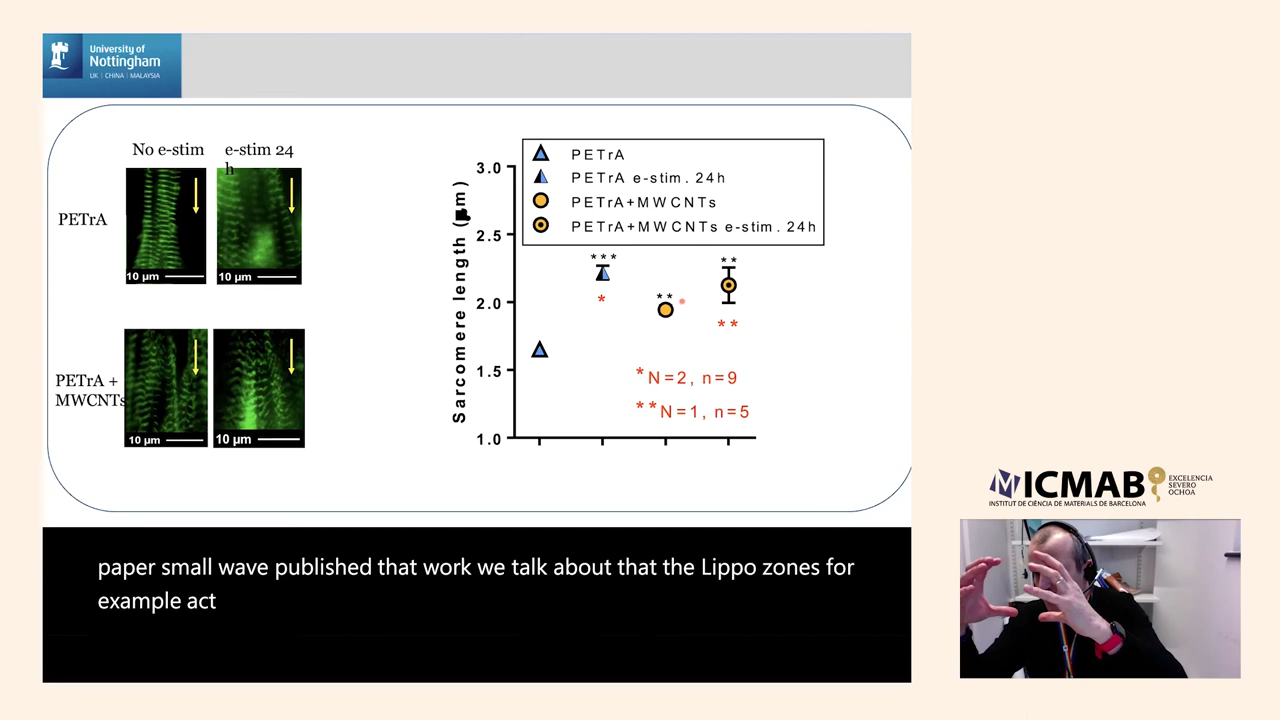 University of
Nottingham
UK | CHINA | MALAYSIA
No e-stim
e-stim 24
h
PETrA
10 µm
10 µm
PETrA +
MWCNTs
10 µm
10 µm
PETrA
PETrA e-stim. 24h
PETrA+MWCNTs
PETrA+MWCNTs e-stim. 24h
Sarcomere length (µm)
3.0
2.5
2.0
1.5
1.0
***
*
**
**
**
*N=2, n=9
**N=1, n=5
paper small wave published that work we talk about that the Lippo zones for
example act
ICMAB
INSTITUT DE CIÈNCIA DE MATERIALS DE BARCELONA
EXCELENCIA
SEVERO
OCHOA